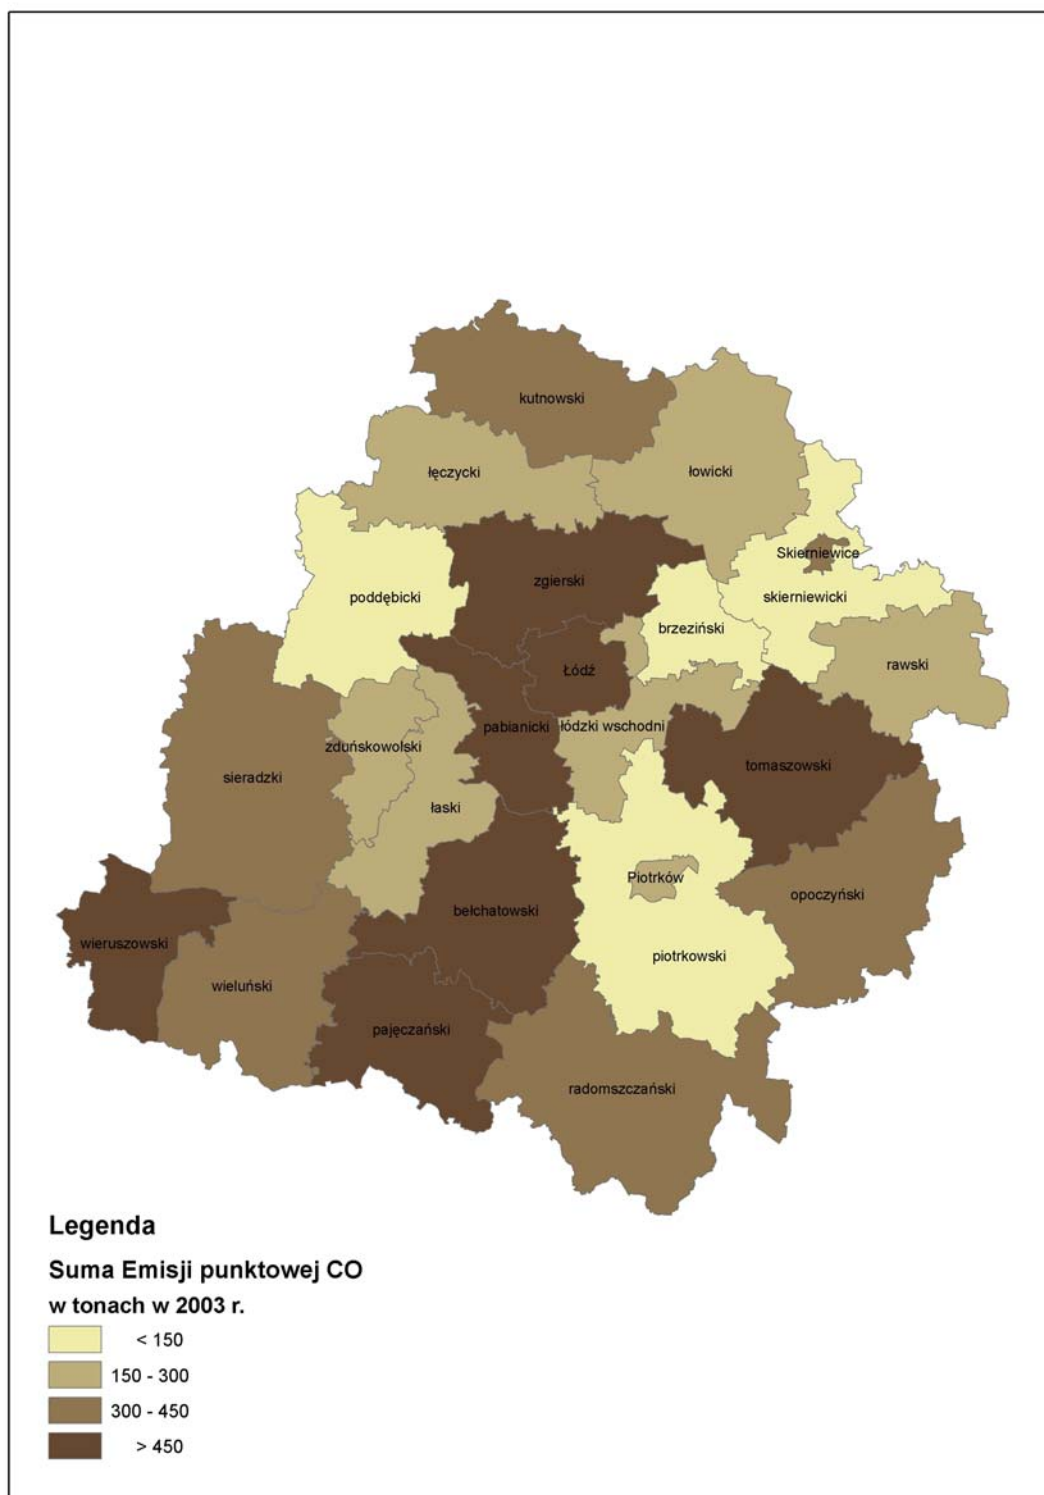 kutnowski
łęczycki
łowicki
Skierniewice
zgierski
poddębicki
skierniewicki
brzeziński
rawski
Łódź
pabianicki
łódzki wschodni
zduńskowolski
tomaszowski
sieradzki
łaski
Piotrków
opoczyński
bełchatowski
wieruszowski
piotrkowski
wieluński
pajęczański
radomszczański
Legenda
Suma Emisji punktowej CO
w tonach w 2003 r.
< 150
150 - 300
300 - 450
> 450